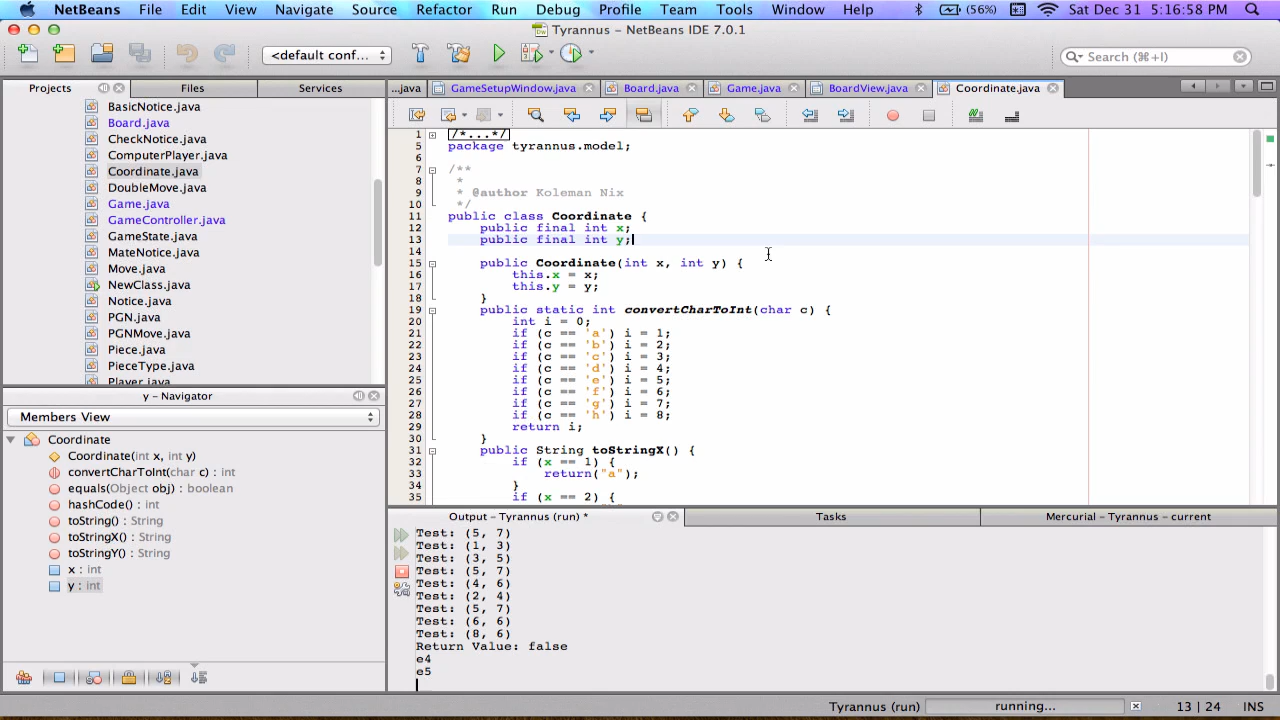 NetBeans File Edit View Navigate Source Refactor Run Debug Profile Team Tools Window Help (56%) Sat Dec 31 5:16:58 PM
Tyrannus – NetBeans IDE 7.0.1
<default conf... Search (⌘+I)
Projects Files Services
...java GameSetupWindow.java Board.java Game.java BoardView.java Coordinate.java
BasicNotice.java
Board.java
CheckNotice.java
ComputerPlayer.java
Coordinate.java
DoubleMove.java
Game.java
GameController.java
GameState.java
MateNotice.java
Move.java
NewClass.java
Notice.java
PGN.java
PGNMove.java
Piece.java
PieceType.java
Player.java
1 /*...*/
5 package tyrannus.model;
6
7 /**
8 *
9 * @author Koleman Nix
10 */
11 public class Coordinate {
12 public final int x;
13 public final int y;
14
15 public Coordinate(int x, int y) {
16 this.x = x;
17 this.y = y;
18 }
19 public static int convertCharToInt(char c) {
20 int i = 0;
21 if (c == 'a') i = 1;
22 if (c == 'b') i = 2;
23 if (c == 'c') i = 3;
24 if (c == 'd') i = 4;
25 if (c == 'e') i = 5;
26 if (c == 'f') i = 6;
27 if (c == 'g') i = 7;
28 if (c == 'h') i = 8;
29 return i;
30 }
31 public String toStringX() {
32 if (x == 1) {
33 return("a");
34 }
35 if (x == 2) {
y – Navigator
Members View
Coordinate
Coordinate(int x, int y)
convertCharToInt(char c) : int
equals(Object obj) : boolean
hashCode() : int
toString() : String
toStringX() : String
toStringY() : String
x : int
y : int
Output – Tyrannus (run) * Tasks Mercurial – Tyrannus – current
Test: (5, 7)
Test: (1, 3)
Test: (3, 5)
Test: (5, 7)
Test: (4, 6)
Test: (2, 4)
Test: (5, 7)
Test: (6, 6)
Test: (8, 6)
Return Value: false
e4
e5
Tyrannus (run) running... 13 | 24 INS